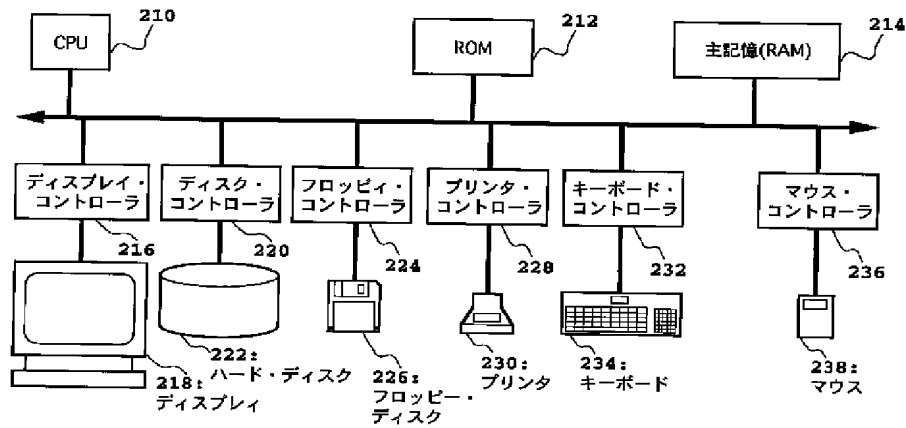 CPU
210
ROM
212
主記憶(RAM)
214
ディスプレイ・
コントローラ
216
ディスク・
コントローラ
220
フロッピィ・
コントローラ
224
プリンタ・
コントローラ
228
キーボード・
コントローラ
232
マウス・
コントローラ
236
218:
ディスプレィ
222:
ハード・ディスク
226:
フロッピー・
ディスク
230:
プリンタ
234:
キーボード
238:
マウス